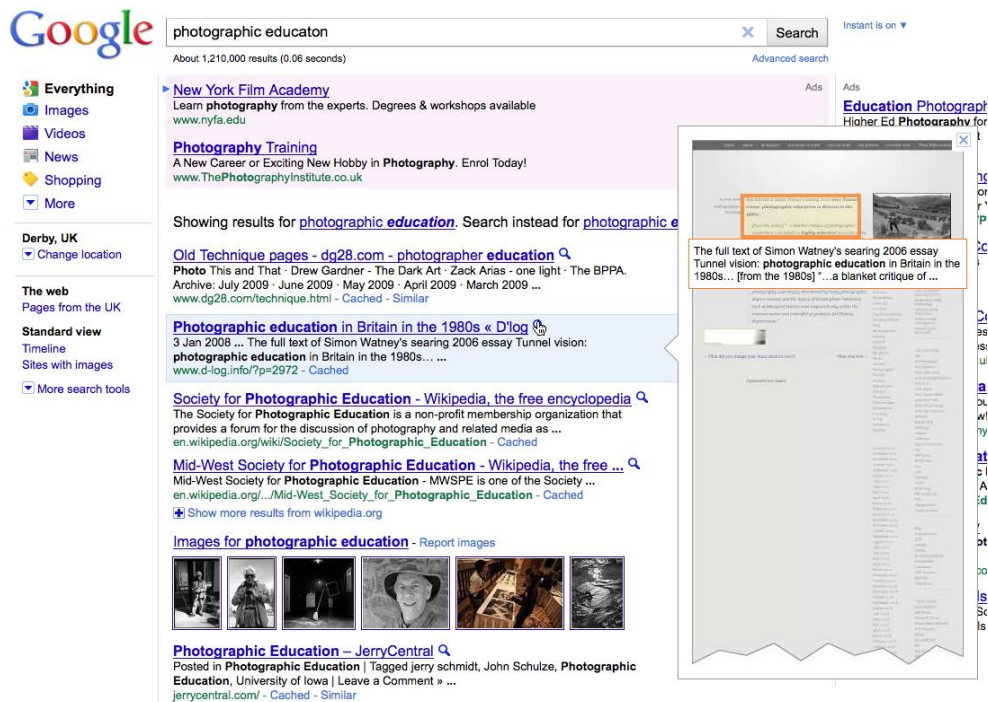 Google
photographic educaton
Search
Instant is on ▼
About 1,210,000 results (0.06 seconds)
Advanced search
Everything
Images
Videos
News
Shopping
More
Derby, UK
Change location
The web
Pages from the UK
Standard view
Timeline
Sites with images
More search tools
New York Film Academy
Ads
Learn photography from the experts. Degrees & workshops available
www.nyfa.edu
Photography Training
A New Career or Exciting New Hobby in Photography. Enrol Today!
www.ThePhotographyInstitute.co.uk
Showing results for photographic education. Search instead for photographic e
Old Technique pages - dg28.com - photographer education
Photo This and That · Drew Gardner - The Dark Art · Zack Arias - one light · The BPPA.
Archive: July 2009 · June 2009 · May 2009 · April 2009 · March 2009 ...
www.dg28.com/technique.html - Cached - Similar
Photographic education in Britain in the 1980s « D'log
3 Jan 2008 ... The full text of Simon Watney's searing 2006 essay Tunnel vision:
photographic education in Britain in the 1980s… ...
www.d-log.info/?p=2972 - Cached
Society for Photographic Education - Wikipedia, the free encyclopedia
The Society for Photographic Education is a non-profit membership organization that
provides a forum for the discussion of photography and related media as ...
en.wikipedia.org/wiki/Society_for_Photographic_Education - Cached
Mid-West Society for Photographic Education - Wikipedia, the free ...
Mid-West Society for Photographic Education - MWSPE is one of the Society ...
en.wikipedia.org/.../Mid-West_Society_for_Photographic_Education - Cached
Show more results from wikipedia.org
Images for photographic education - Report images
Photographic Education – JerryCentral
Posted in Photographic Education | Tagged jerry schmidt, John Schulze, Photographic
Education, University of Iowa | Leave a Comment » ...
jerrycentral.com/ - Cached - Similar
Ads
Education Photograph
Higher Ed Photography for
The full text of Simon Watney's searing 2006 essay
Tunnel vision: photographic education in Britain in the
1980s… [from the 1980s] “…a blanket critique of ...